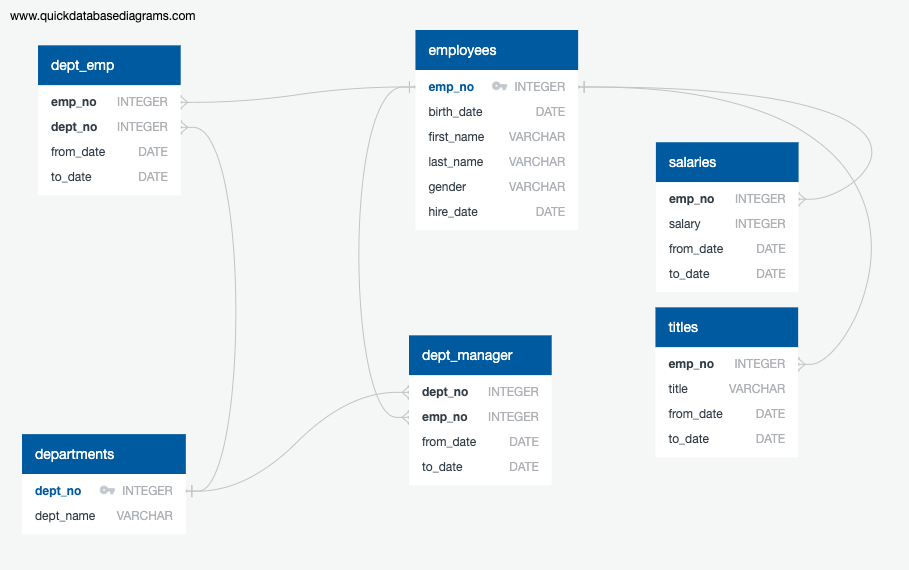 www.quickdatabasediagrams.com
dept_emp
emp_no INTEGER
dept_no INTEGER
from_date DATE
to_date DATE
employees
emp_no INTEGER
birth_date DATE
first_name VARCHAR
last_name VARCHAR
gender VARCHAR
hire_date DATE
salaries
emp_no INTEGER
salary INTEGER
from_date DATE
to_date DATE
titles
emp_no INTEGER
title VARCHAR
from_date DATE
to_date DATE
dept_manager
dept_no INTEGER
emp_no INTEGER
from_date DATE
to_date DATE
departments
dept_no INTEGER
dept_name VARCHAR